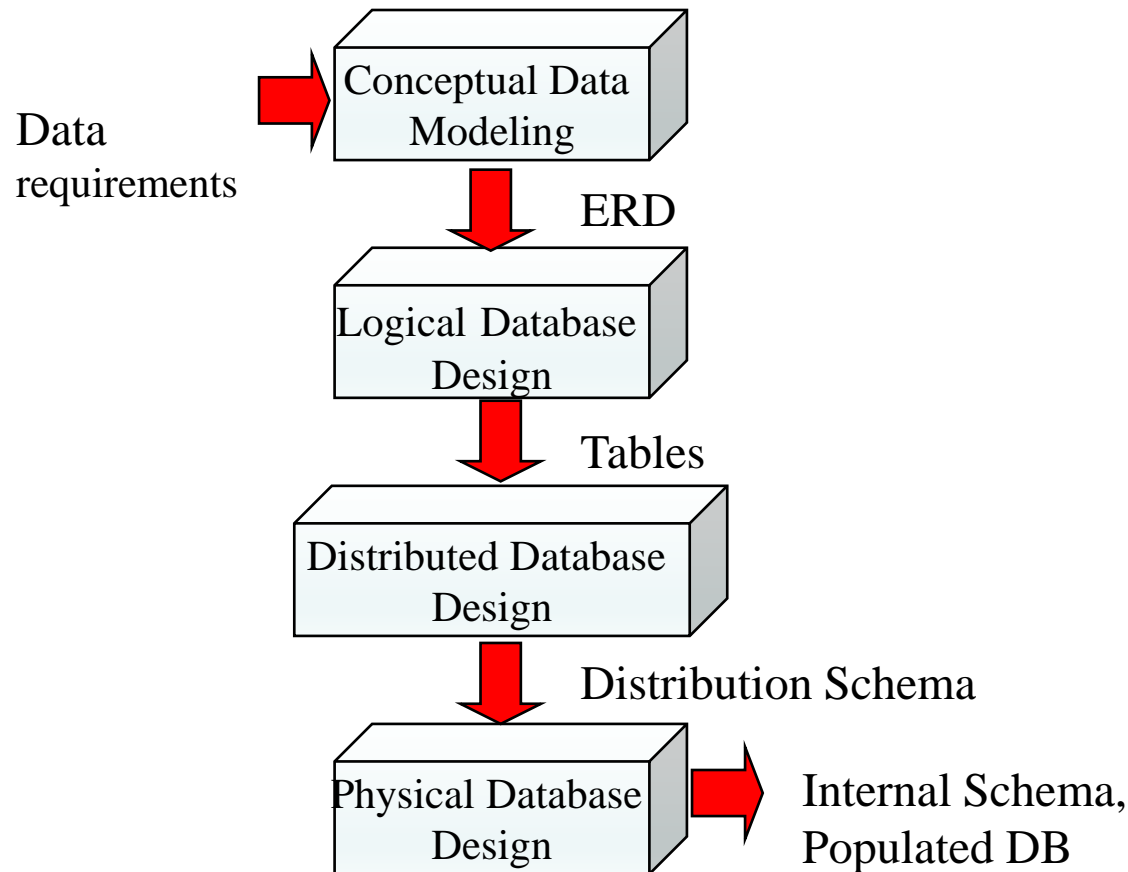 Conceptual Data
Modeling
Data
requirements
ERD
Logical Database
Design
Tables
Distributed Database
Design
Distribution Schema
Physical Database
Design
Internal Schema,
Populated DB